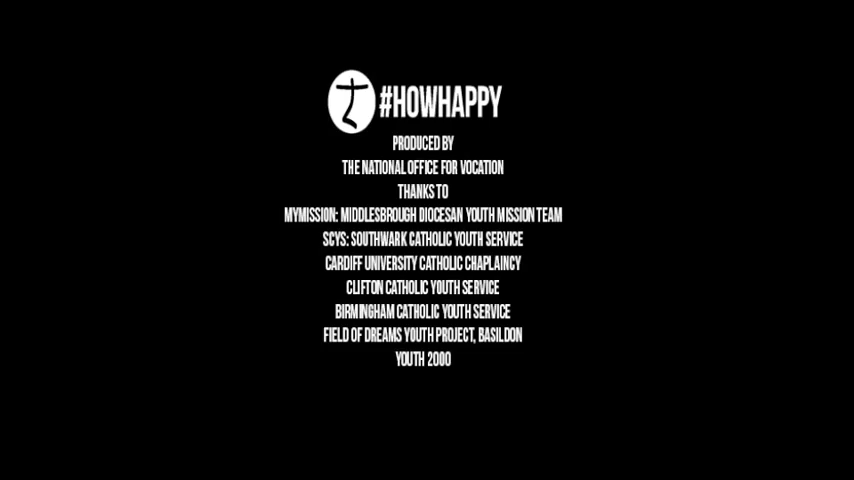 #HOWHAPPY
PRODUCED BY
THE NATIONAL OFFICE FOR VOCATION
THANKS TO
MYMISSION: MIDDLESBROUGH DIOCESAN YOUTH MISSION TEAM
SCYS: SOUTHWARK CATHOLIC YOUTH SERVICE
CARDIFF UNIVERSITY CATHOLIC CHAPLAINCY
CLIFTON CATHOLIC YOUTH SERVICE
BIRMINGHAM CATHOLIC YOUTH SERVICE
FIELD OF DREAMS YOUTH PROJECT, BASILDON
YOUTH 2000